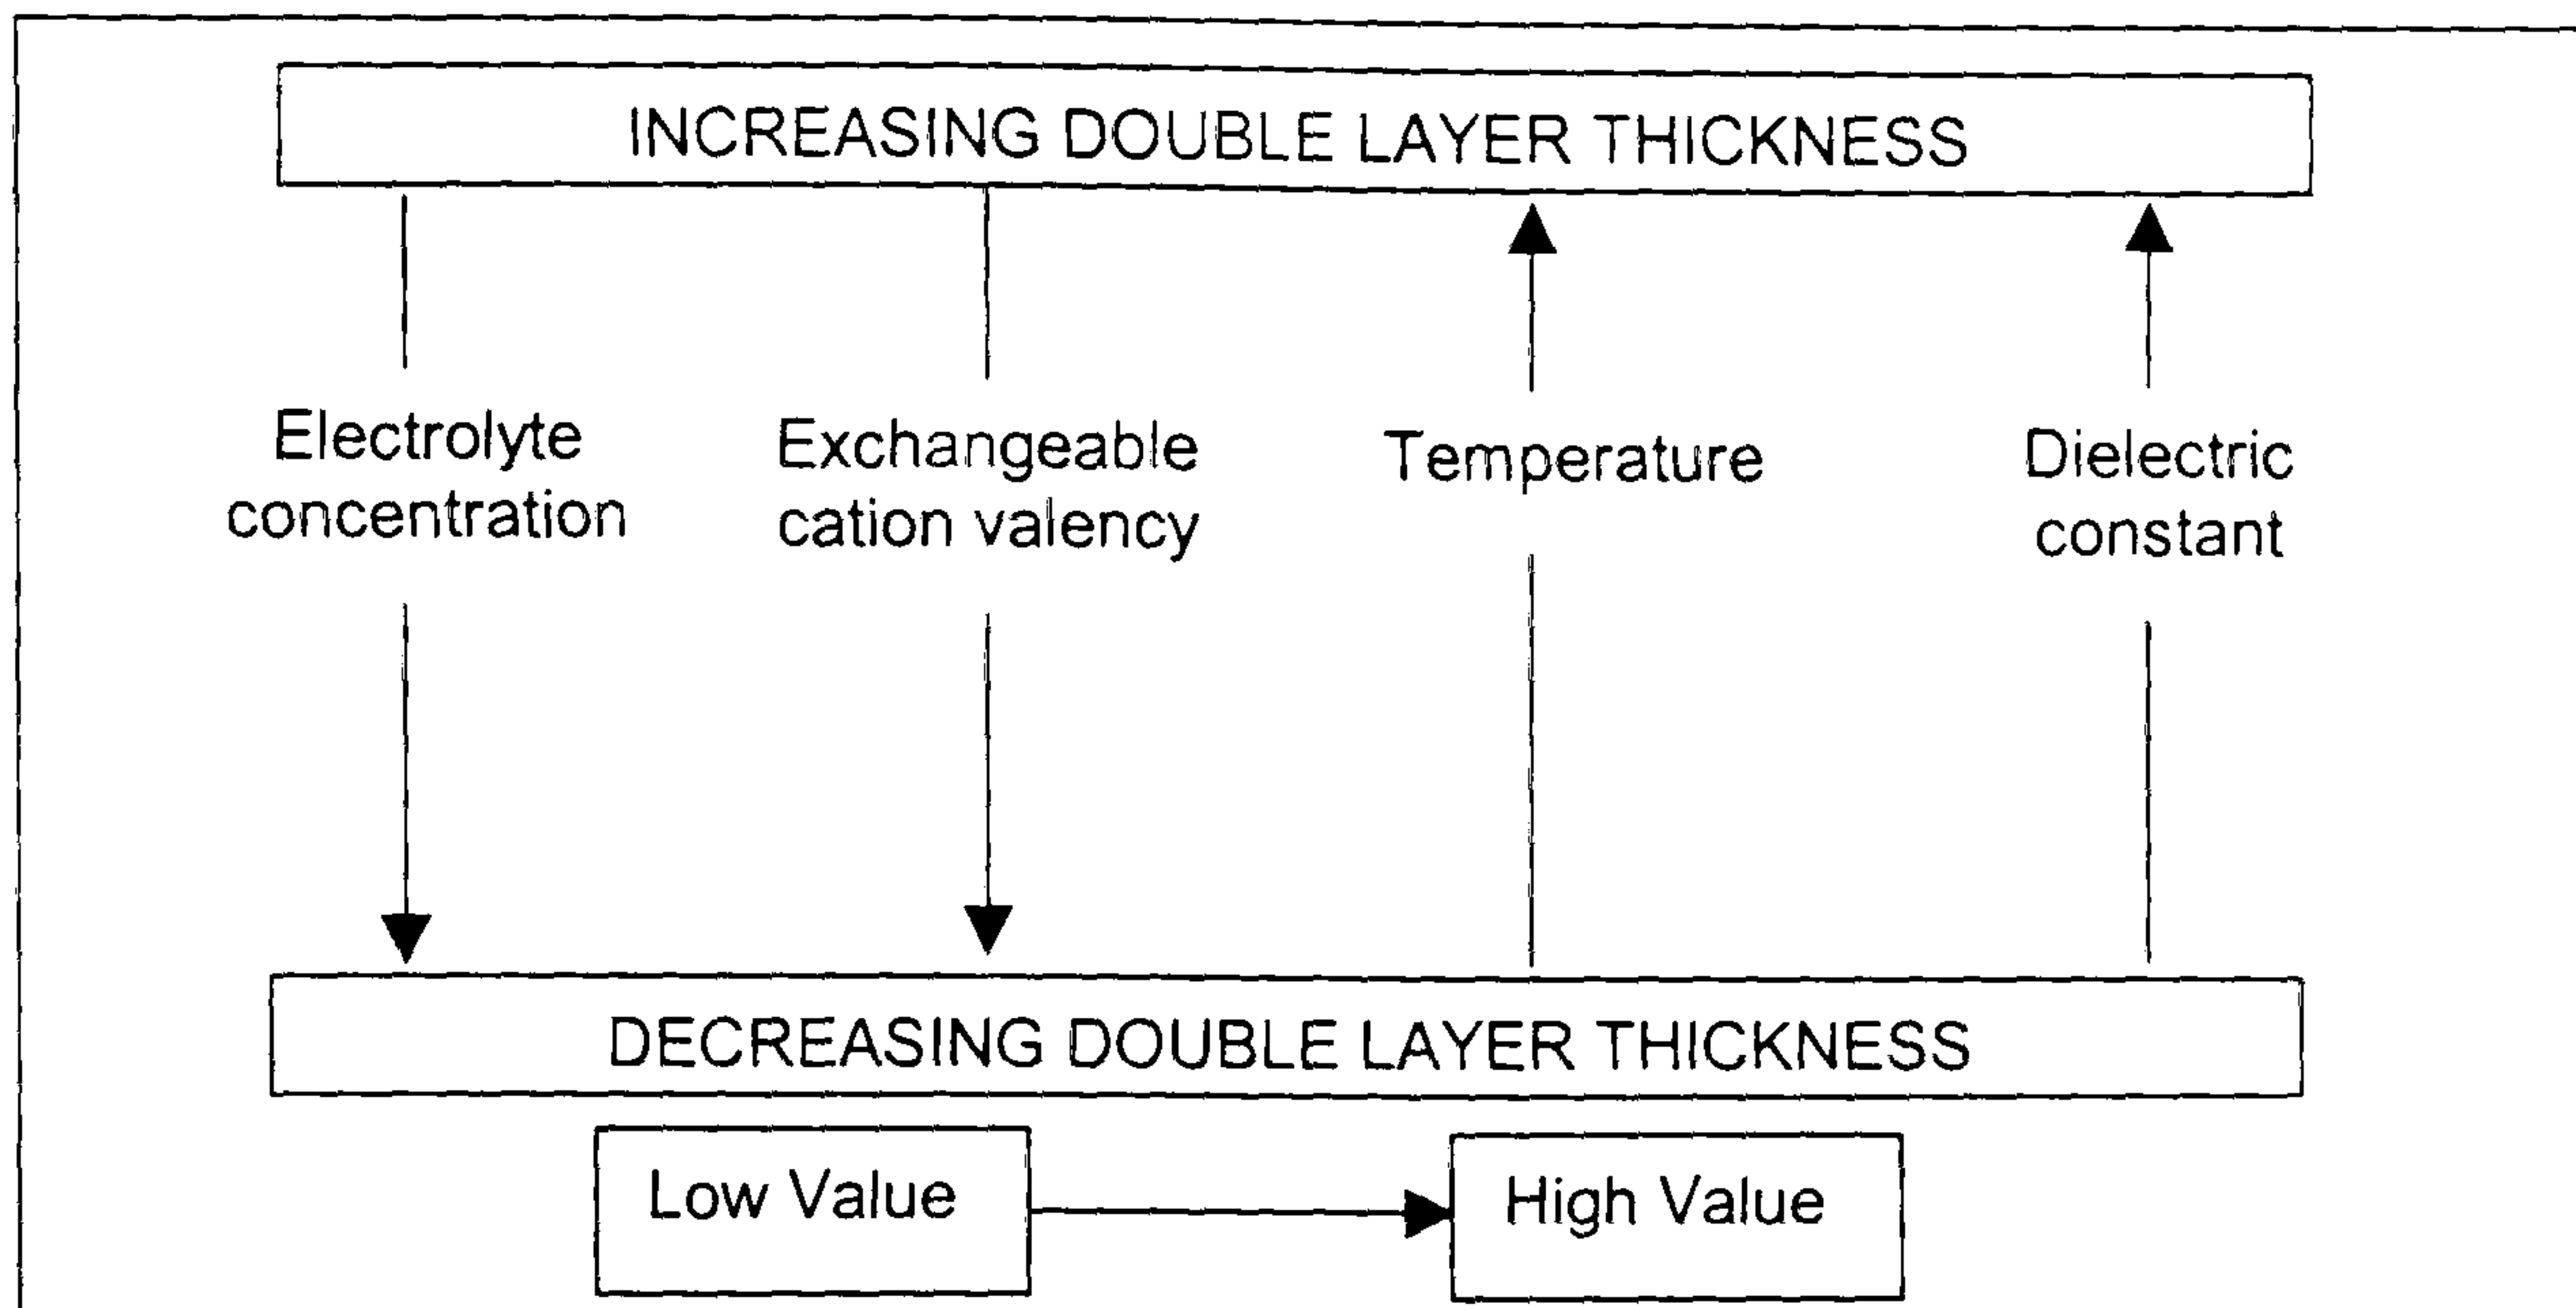 INCREASING DOUBLE LAYER THICKNESS
Electrolyte
concentration
Exchangeable
cation valency
Temperature
Dielectric
constant
DECREASING DOUBLE LAYER THICKNESS
Low Value
High Value